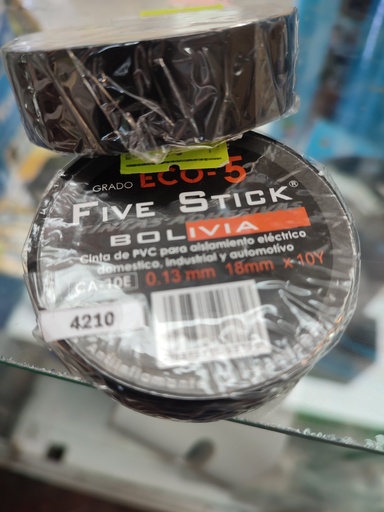 GRADO ECO-5
FIVE STICK®
BOLIVIA
Cinta de PVC para aislamiento eléctrico
domestico, industrial y automotivo
CA-10E 0.13 mm 18mm x 10Y
4210